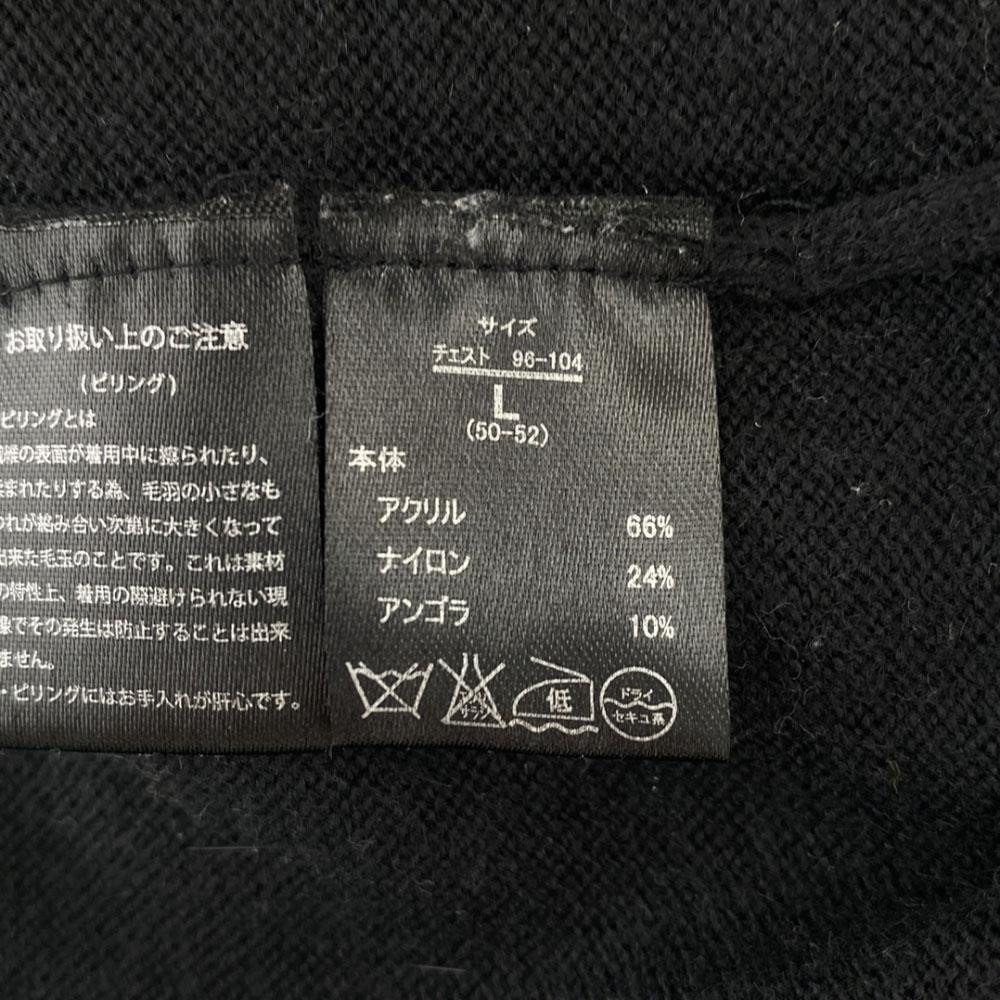 お取り扱い上のご注意
(ピリング)
ピリングとは
の表面が着用中に擦られたり、
まれたりする為、毛羽の小さなも
つれが絡み合い次第に大きくなって
出来た毛玉のことです。これは素材
の特性上、着用の際避けられない現
象でその発生は防止することは出来
ません。
・ピリングにはお手入れが肝心です。
サイズ
チェスト 96-104
L
(50-52)
本体
アクリル 66%
ナイロン 24%
アンゴラ 10%
エンソ
サラシ
低
ドライ
セキユ系